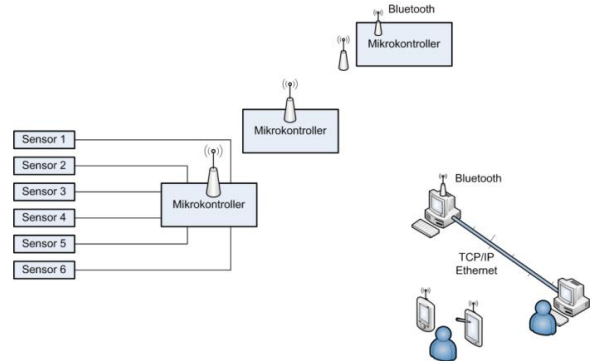 Bluetooth
Mikrokontroller
Mikrokontroller
Sensor 1
Sensor 2
Sensor 3
Sensor 4
Sensor 5
Sensor 6
Mikrokontroller
Bluetooth
TCP/IP
Ethernet